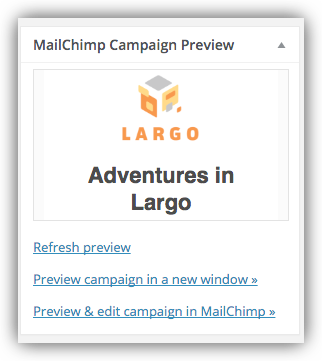 MailChimp Campaign Preview
LARGO
Adventures in
Largo
Refresh preview
Preview campaign in a new window »
Preview & edit campaign in MailChimp »